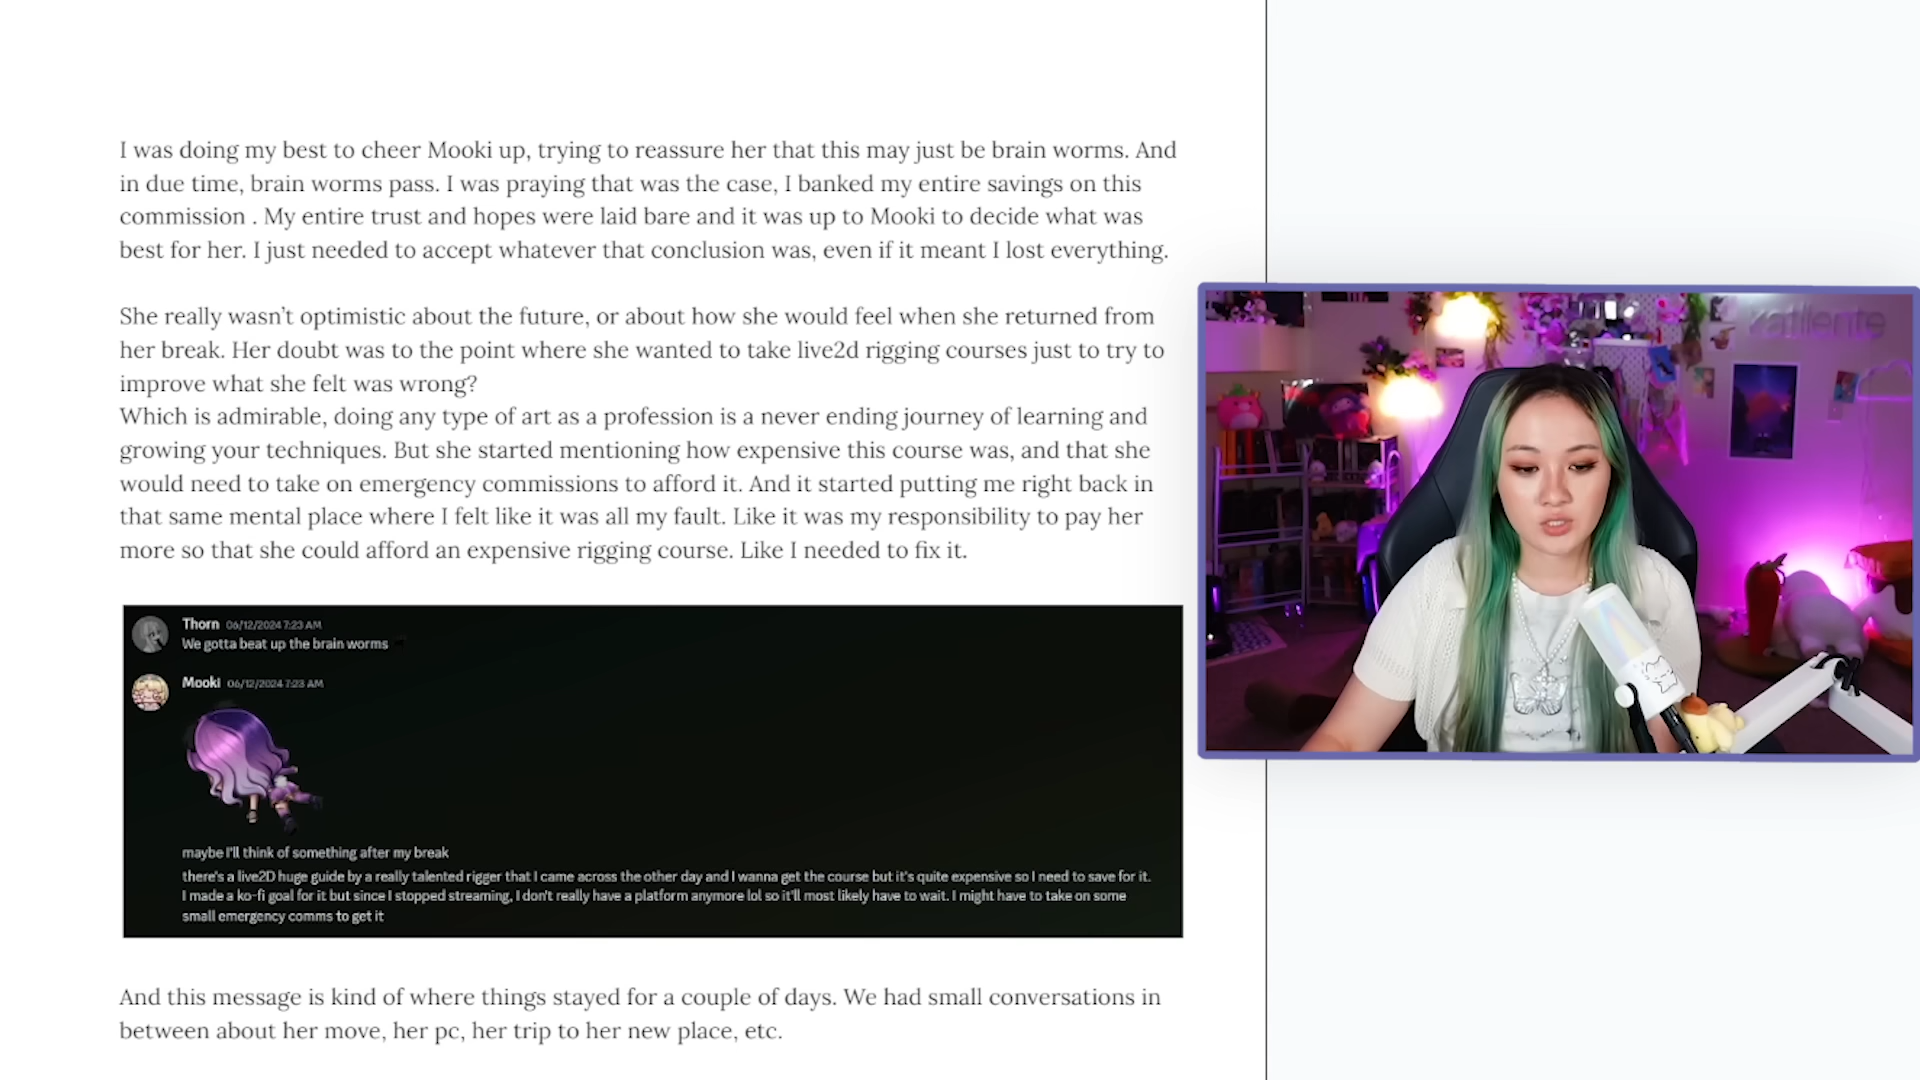 I was doing my best to cheer Mooki up, trying to reassure her that this may just be brain worms. And
in due time, brain worms pass. I was praying that was the case, I banked my entire savings on this
commission . My entire trust and hopes were laid bare and it was up to Mooki to decide what was
best for her. I just needed to accept whatever that conclusion was, even if it meant I lost everything.
She really wasn’t optimistic about the future, or about how she would feel when she returned from
her break. Her doubt was to the point where she wanted to take live2d rigging courses just to try to
improve what she felt was wrong?
Which is admirable, doing any type of art as a profession is a never ending journey of learning and
growing your techniques. But she started mentioning how expensive this course was, and that she
would need to take on emergency commissions to afford it. And it started putting me right back in
that same mental place where I felt like it was all my fault. Like it was my responsibility to pay her
more so that she could afford an expensive rigging course. Like I needed to fix it.
Thorn 06/12/2024 7:23 AM
We gotta beat up the brain worms
Mooki 06/12/2024 7:23 AM
maybe I'll think of something after my break
there's a live2D huge guide by a really talented rigger that I came across the other day and I wanna get the course but it's quite expensive so I need to save for it.
I made a ko-fi goal for it but since I stopped streaming, I don't really have a platform anymore lol so it'll most likely have to wait. I might have to take on some
small emergency comms to get it
And this message is kind of where things stayed for a couple of days. We had small conversations in
between about her move, her pc, her trip to her new place, etc.
katliente